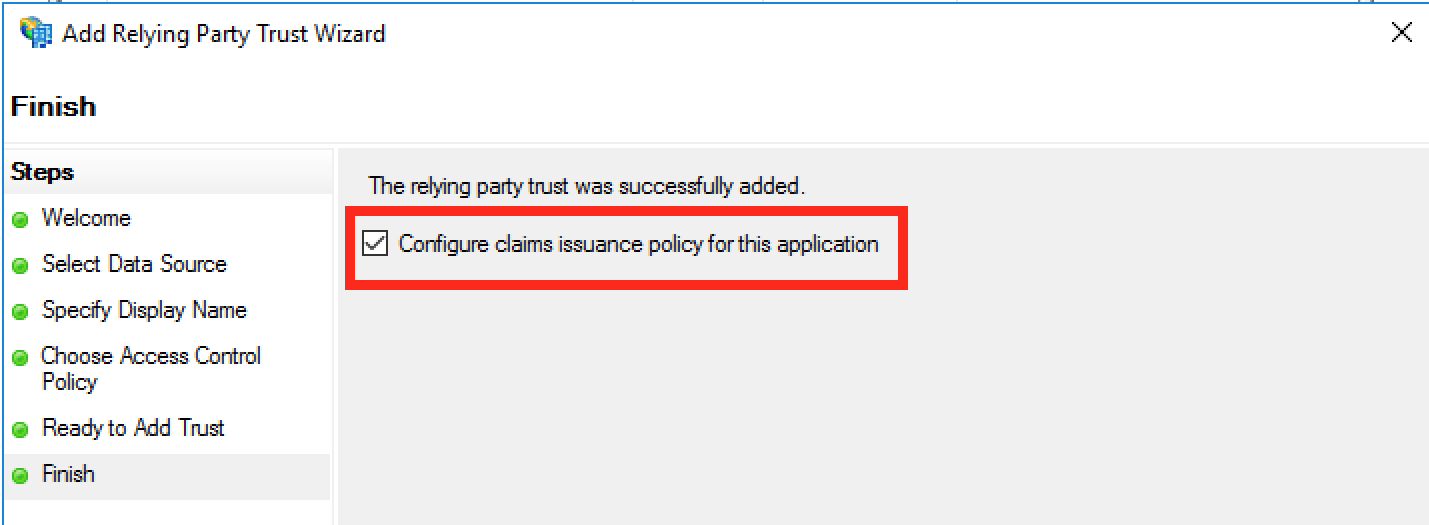 Add Relying Party Trust Wizard
Finish
Steps
Welcome
Select Data Source
Specify Display Name
Choose Access Control
Policy
Ready to Add Trust
Finish
The relying party trust was successfully added.
Configure claims issuance policy for this application